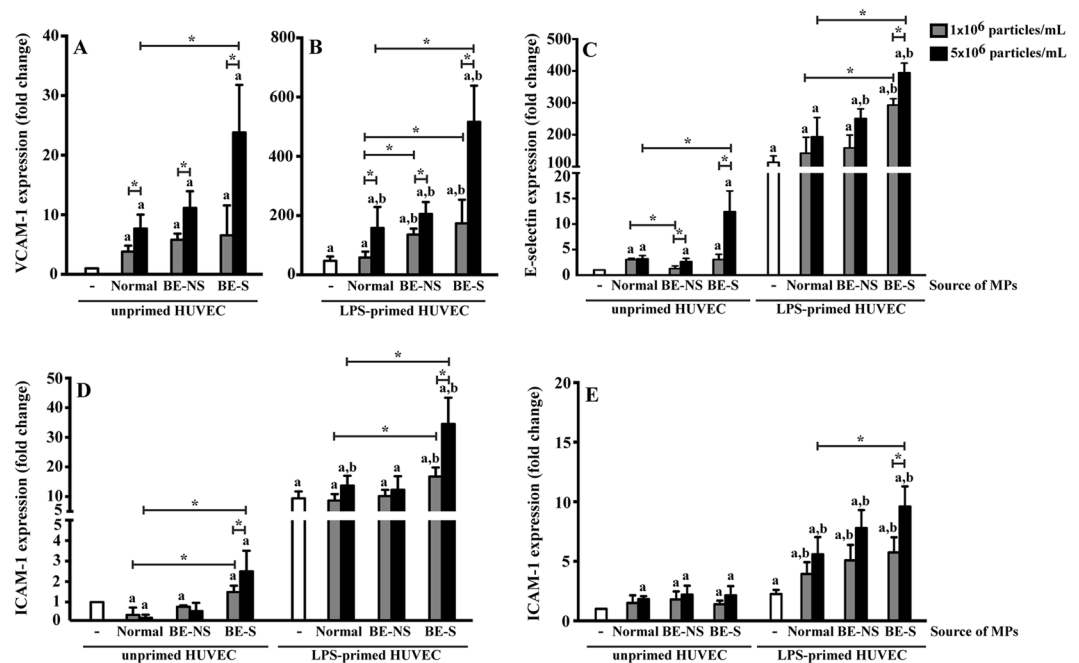 A
VCAM-1 expression (fold change)
40
30
20
10
0
*
* * *
a a a a a a
- Normal BE-NS BE-S
unprimed HUVEC
B
800
600
400
200
0
*
*
*
* * *
a a a,b a,b a,b a,b a,b
- Normal BE-NS BE-S
LPS-primed HUVEC
C
E-selectin expression (fold change)
500
400
300
200
100
20
15
10
5
0
*
*
*
a a a a,b a a,b a,b
*
* * *
a a a a a a
- Normal BE-NS BE-S - Normal BE-NS BE-S Source of MPs
unprimed HUVEC LPS-primed HUVEC
1x10⁶ particles/mL
5x10⁶ particles/mL
D
ICAM-1 expression (fold change)
50
40
30
20
10
5
4
3
2
1
0
*
*
*
a a a,b a a a,b a,b
*
*
*
a a a a a
- Normal BE-NS BE-S - Normal BE-NS BE-S
unprimed HUVEC LPS-primed HUVEC
E
ICAM-1 expression (fold change)
20
15
10
5
0
*
*
a a a a a
a a,b a,b a,b a,b a,b a,b
- Normal BE-NS BE-S - Normal BE-NS BE-S Source of MPs
unprimed HUVEC LPS-primed HUVEC